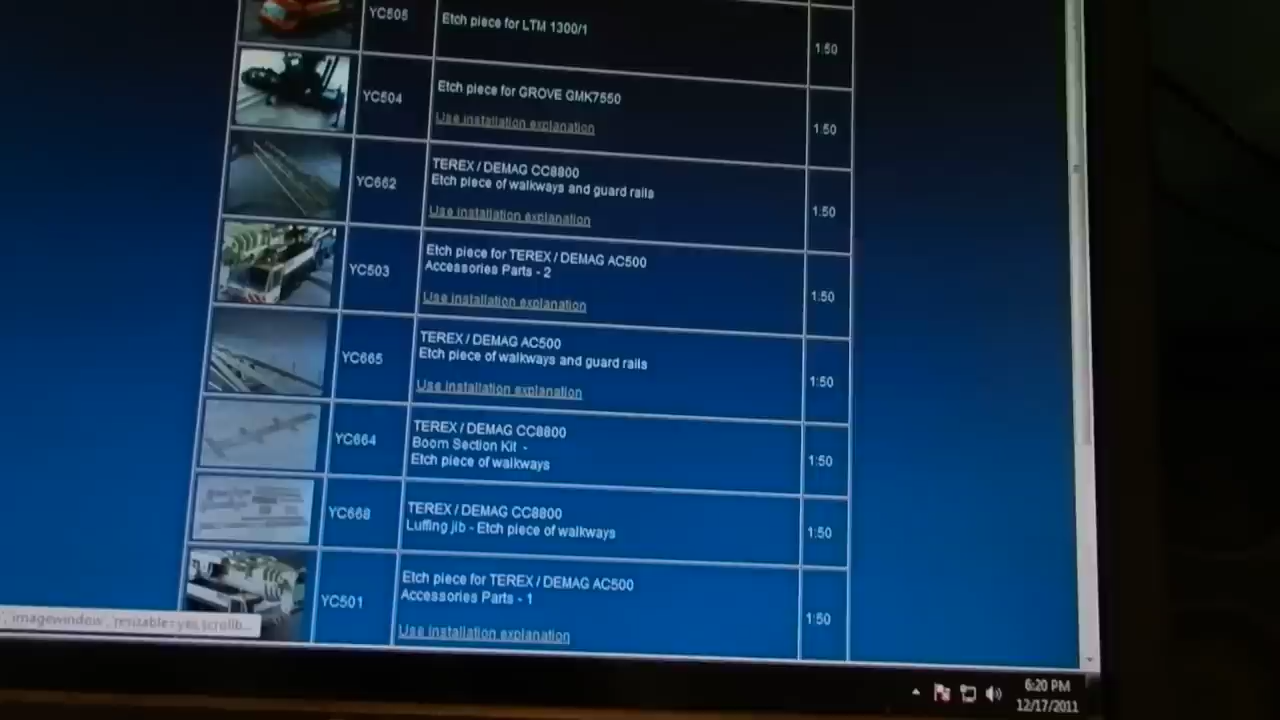 YC505
Etch piece for LTM 1300/1
1:50
YC504
Etch piece for GROVE GMK7550
Use installation explanation
1:50
YC662
TEREX / DEMAG CC8800
Etch piece of walkways and guard rails
Use installation explanation
1:50
YC503
Etch piece for TEREX / DEMAG AC500
Accessories Parts - 2
Use installation explanation
1:50
YC665
TEREX / DEMAG AC500
Etch piece of walkways and guard rails
Use installation explanation
1:50
YC664
TEREX / DEMAG CC8800
Boom Section Kit -
Etch piece of walkways
1:50
YC668
TEREX / DEMAG CC8800
Luffing jib - Etch piece of walkways
1:50
YC501
Etch piece for TEREX / DEMAG AC500
Accessories Parts - 1
Use installation explanation
1:50
', 'imagewindow', 'resizable=yes,scrollb...
6:20 PM
12/17/2011